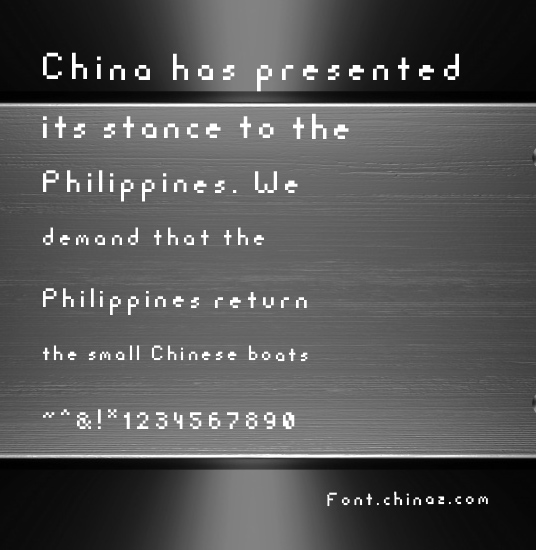 China has presented
its stance to the
Philippines. We
demand that the
Philippines return
the small Chinese boats
~^&!*1234567890
Font.chinaz.com